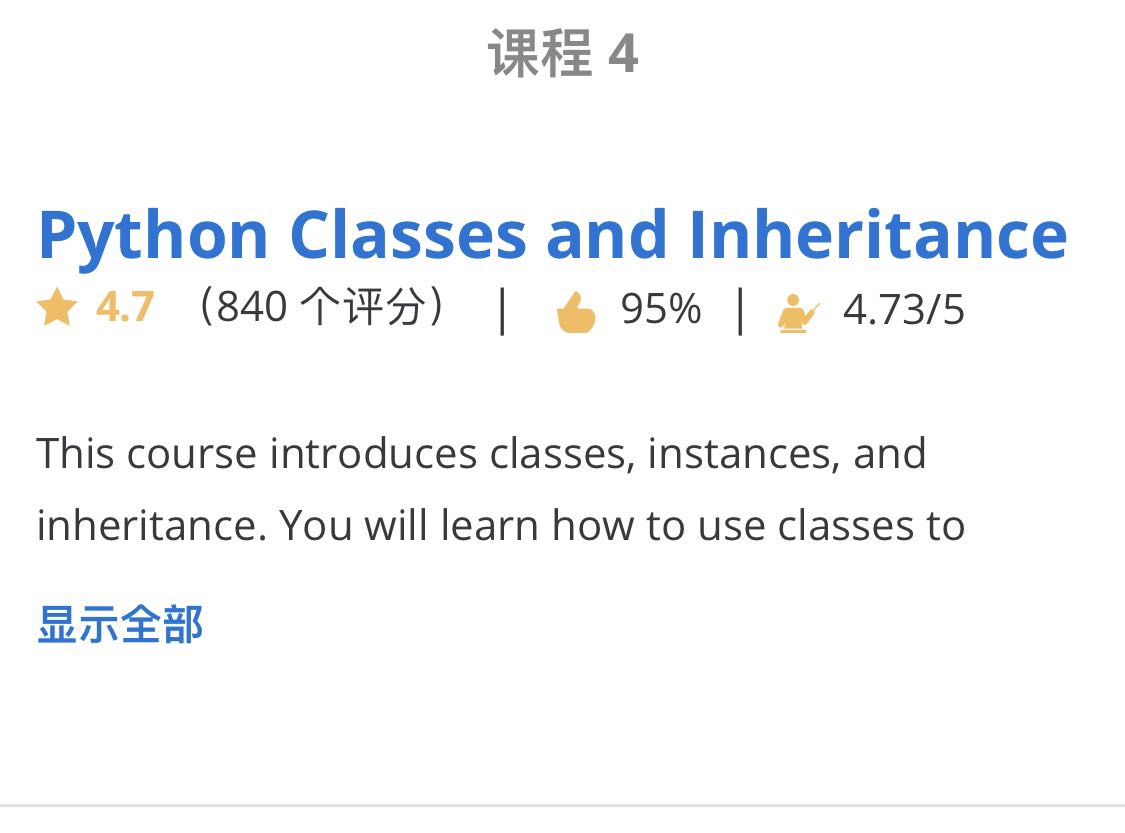 课程 4
Python Classes and Inheritance
4.7 （840 个评分） | 95% | 4.73/5
This course introduces classes, instances, and
inheritance. You will learn how to use classes to
显示全部